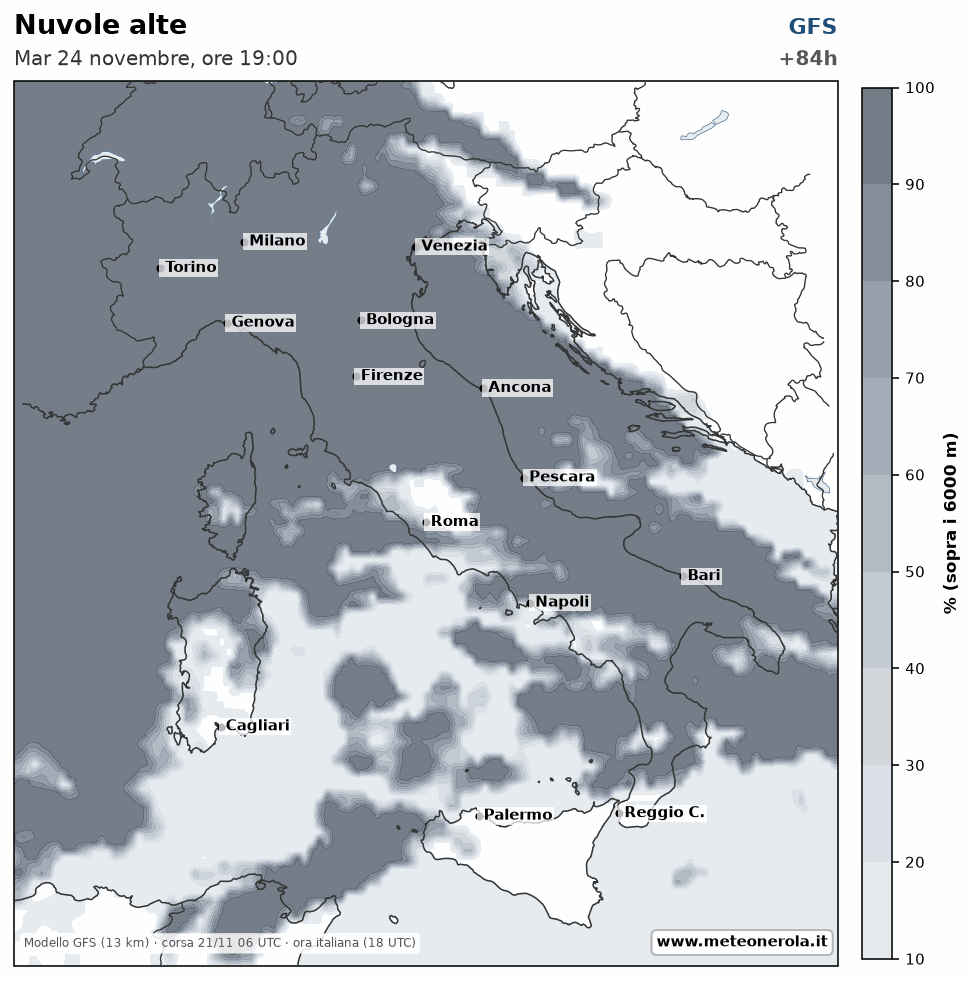 Nuvole alte
GFS
Mar 24 novembre, ore 19:00
+84h
100
90
80
70
60
50
40
30
20
10
% (sopra i 6000 m)
Milano
Venezia
Torino
Genova
Bologna
Firenze
Ancona
Pescara
Roma
Bari
Napoli
Cagliari
Palermo
Reggio C.
Modello GFS (13 km) · corsa 21/11 06 UTC · ora italiana (18 UTC)
www.meteonerola.it